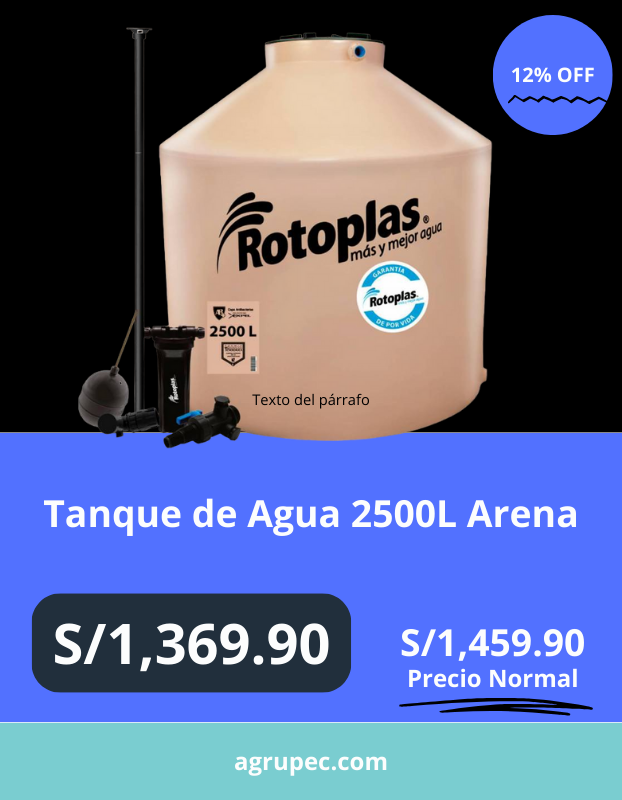 12% OFF
Rotoplas®
más y mejor agua
GARANTÍA
Rotoplas
DE POR VIDA
2500 L
Rotoplas
Texto del párrafo
Tanque de Agua 2500L Arena
S/1,369.90
S/1,459.90
Precio Normal
agrupec.com